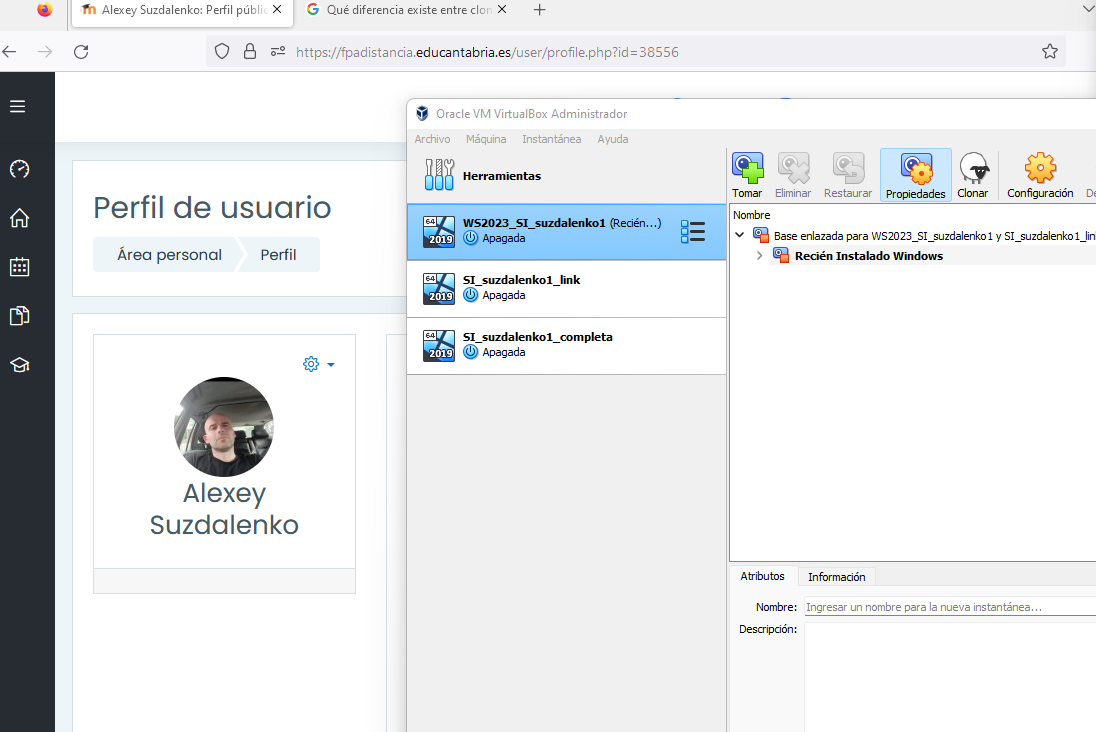 Alexey Suzdalenko: Perfil públic
Qué diferencia existe entre clon
https://fpadistancia.educantabria.es/user/profile.php?id=38556
Perfil de usuario
Área personal
Perfil
Alexey
Suzdalenko
Oracle VM VirtualBox Administrador
Archivo Máquina Instantánea Ayuda
Herramientas
64
2019
WS2023_SI_suzdalenko1 (Recién...)
Apagada
64
2019
SI_suzdalenko1_link
Apagada
64
2019
SI_suzdalenko1_completa
Apagada
Tomar Eliminar Restaurar Propiedades Clonar Configuración
Nombre
Base enlazada para WS2023_SI_suzdalenko1 y SI_suzdalenko1_lin
Recién Instalado Windows
Atributos Información
Nombre: Ingresar un nombre para la nueva instantánea...
Descripción: